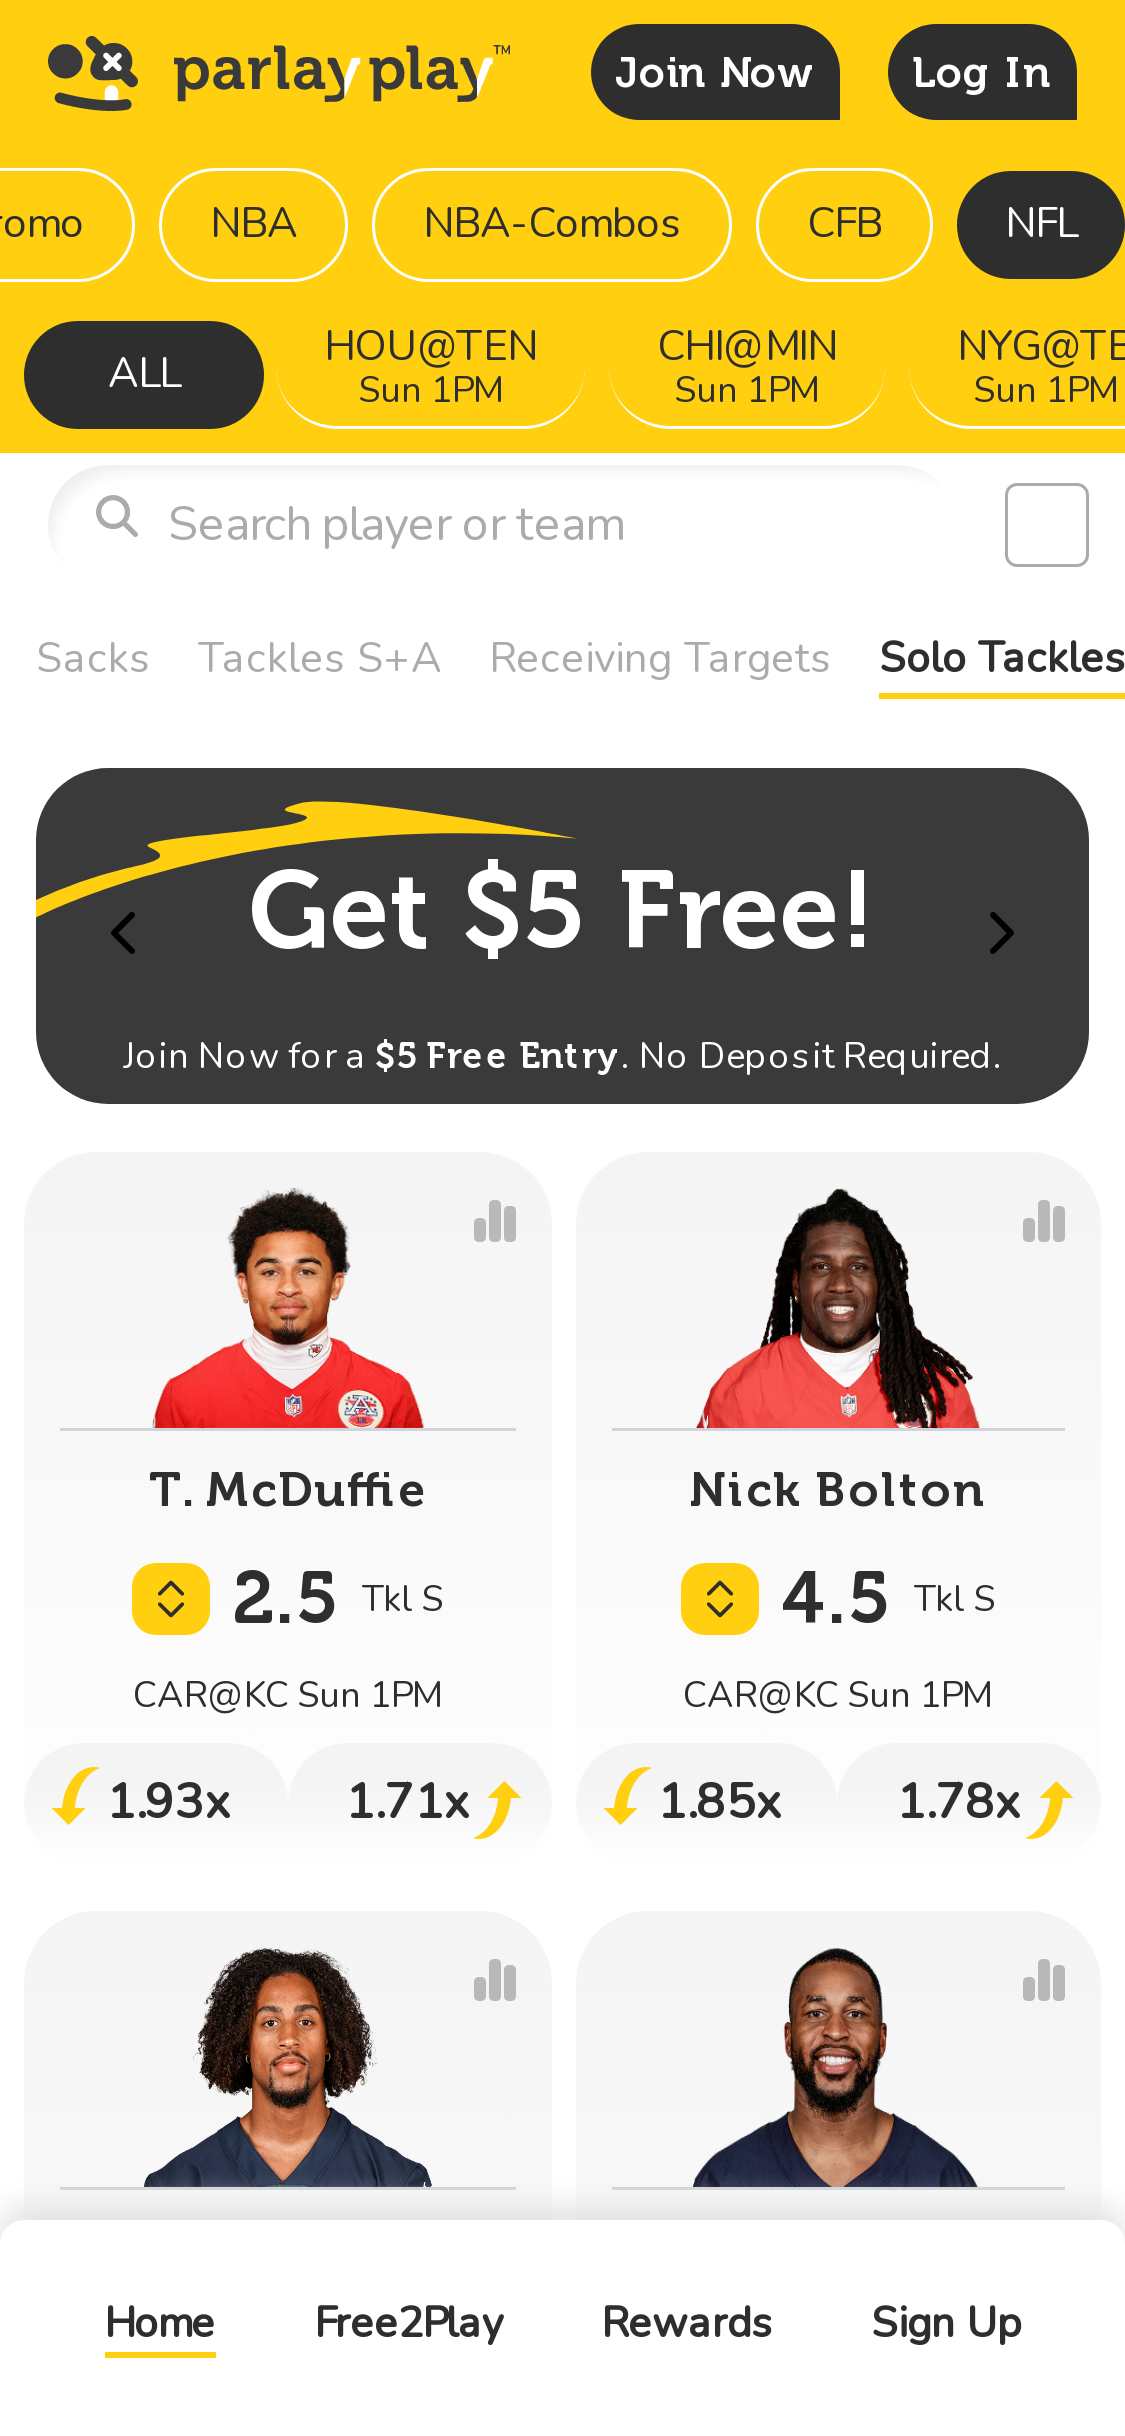 parlay play™
Join Now
Log In
romo
NBA
NBA-Combos
CFB
NFL
ALL
HOU@TEN
Sun 1PM
CHI@MIN
Sun 1PM
NYG@TE
Sun 1PM
Search player or team
Sacks
Tackles S+A
Receiving Targets
Solo Tackles
Get $5 Free!
Join Now for a $5 Free Entry. No Deposit Required.
T. McDuffie
2.5 Tkl S
CAR@KC Sun 1PM
1.93x
1.71x
Nick Bolton
4.5 Tkl S
CAR@KC Sun 1PM
1.85x
1.78x
Home
Free2Play
Rewards
Sign Up